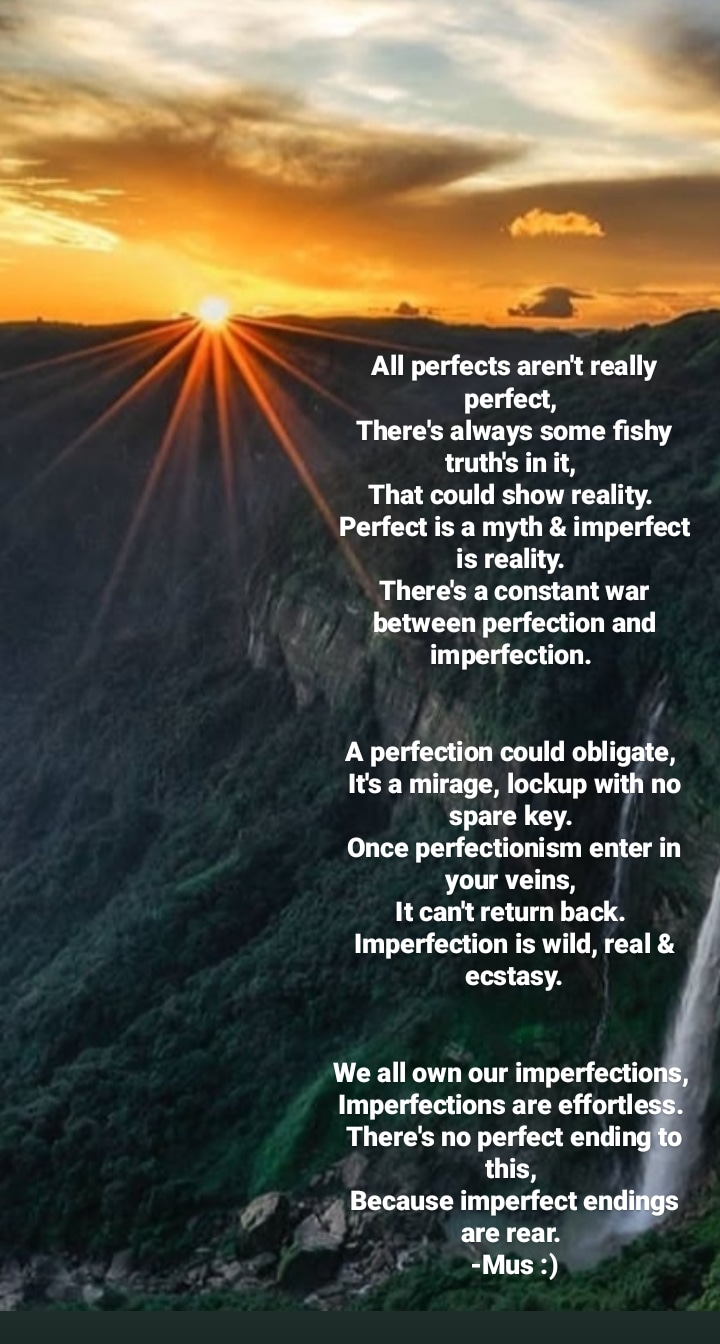 All perfects aren't really
perfect,
There's always some fishy
truth's in it,
That could show reality.
Perfect is a myth & imperfect
is reality.
There's a constant war
between perfection and
imperfection.
A perfection could obligate,
It's a mirage, lockup with no
spare key.
Once perfectionism enter in
your veins,
It can't return back.
Imperfection is wild, real &
ecstasy.
We all own our imperfections,
Imperfections are effortless.
There's no perfect ending to
this,
Because imperfect endings
are rear.
-Mus :)